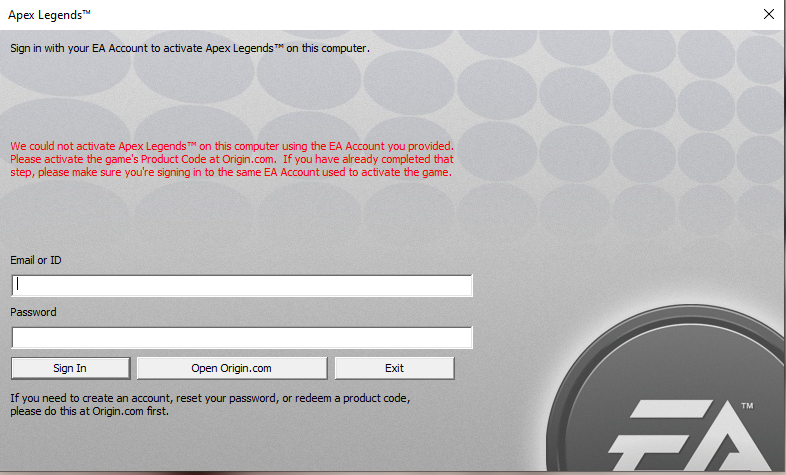 Apex Legends™
Sign in with your EA Account to activate Apex Legends™ on this computer.
We could not activate Apex Legends™ on this computer using the EA Account you provided.
Please activate the game's Product Code at Origin.com.  If you have already completed that
step, please make sure you're signing in to the same EA Account used to activate the game.
Email or ID
Password
Sign In
Open Origin.com
Exit
If you need to create an account, reset your password, or redeem a product code,
please do this at Origin.com first.
EA™